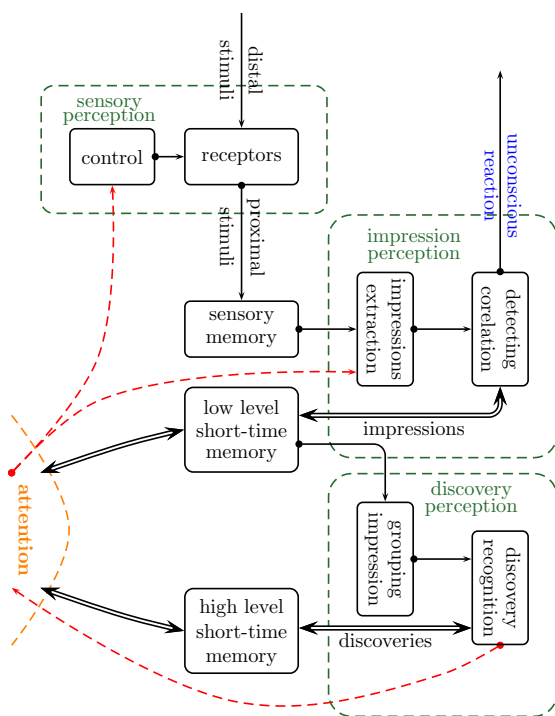 distal
stimuli
sensory
perception
control
receptors
proximal
stimuli
unconscious
reaction
impression
perception
sensory
memory
impressions
extraction
detecting
corelation
low level
short-time
memory
impressions
attention
discovery
perception
grouping
impression
discovery
recognition
high level
short-time
memory
discoveries